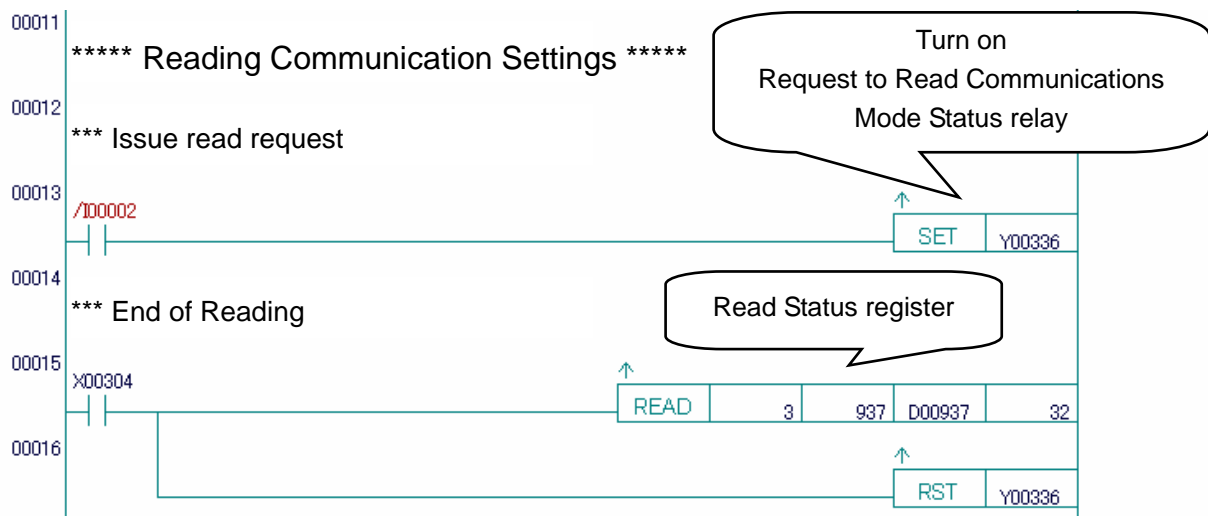 00011
***** Reading Communication Settings *****
Turn on
Request to Read Communications
Mode Status relay
00012
*** Issue read request
00013
/I00002
SET Y00336
00014
*** End of Reading
Read Status register
00015
X00304
READ 3 937 D00937 32
00016
RST Y00336